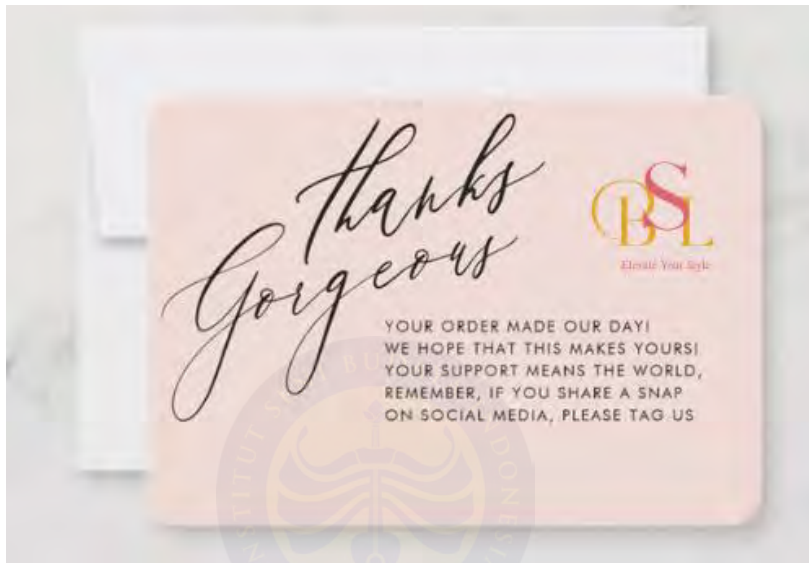 thanks
Gorgeous
BSL
Elevate Your Style
YOUR ORDER MADE OUR DAY!
WE HOPE THAT THIS MAKES YOURS!
YOUR SUPPORT MEANS THE WORLD,
REMEMBER, IF YOU SHARE A SNAP
ON SOCIAL MEDIA, PLEASE TAG US